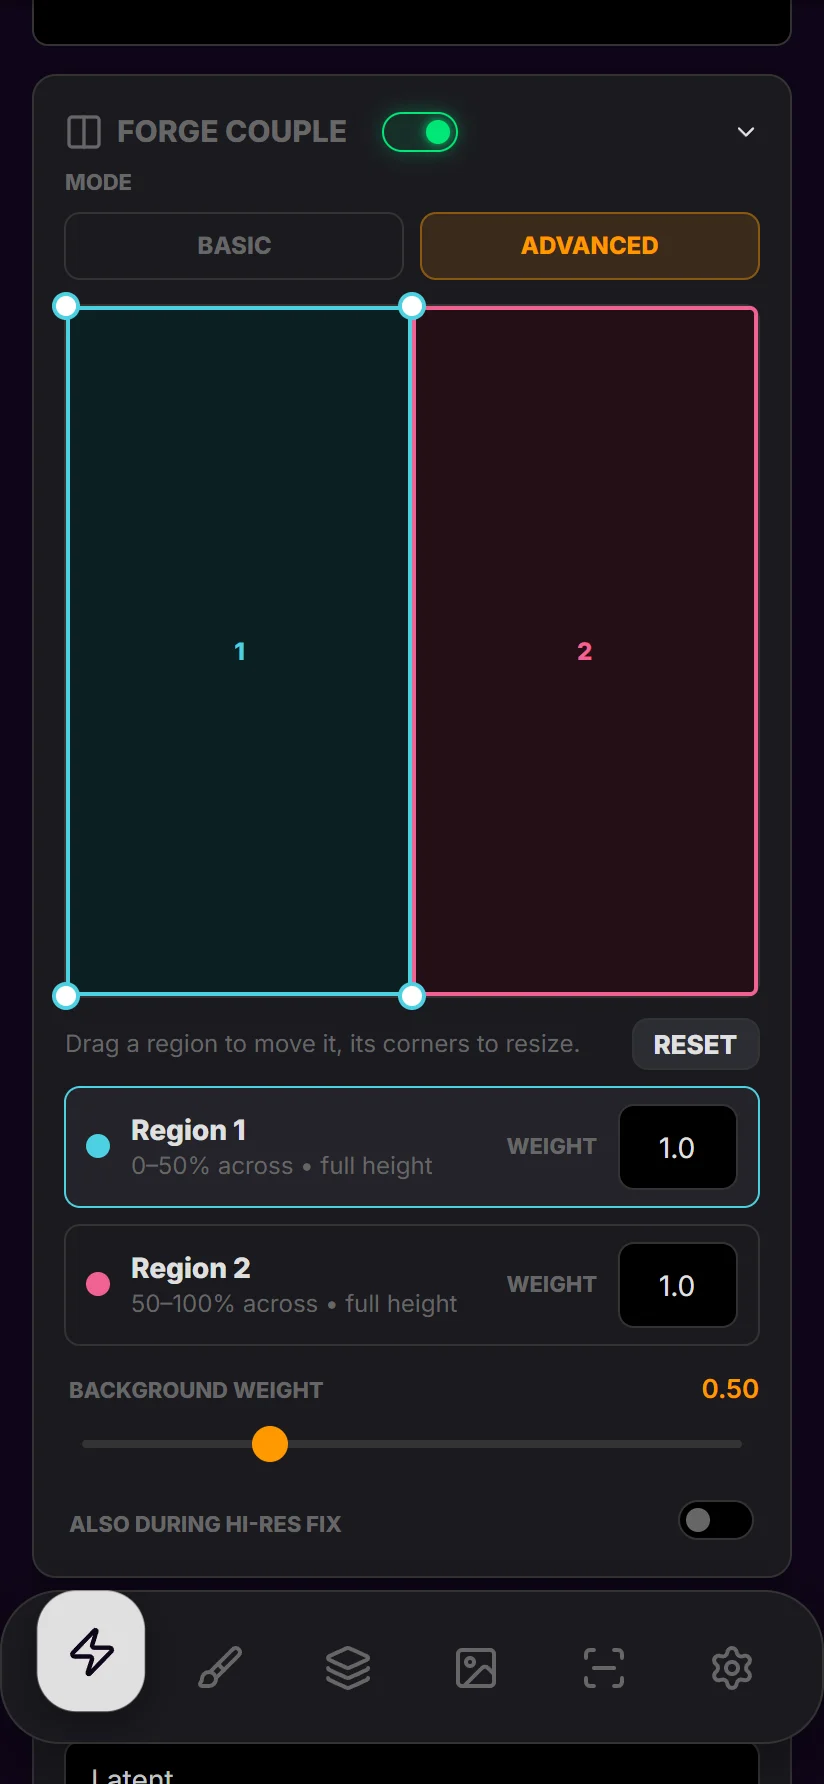 FORGE COUPLE
MODE
BASIC
ADVANCED
1
2
Drag a region to move it, its corners to resize.
RESET
Region 1
0–50% across • full height
WEIGHT
1.0
Region 2
50–100% across • full height
WEIGHT
1.0
BACKGROUND WEIGHT
0.50
ALSO DURING HI-RES FIX
Latent